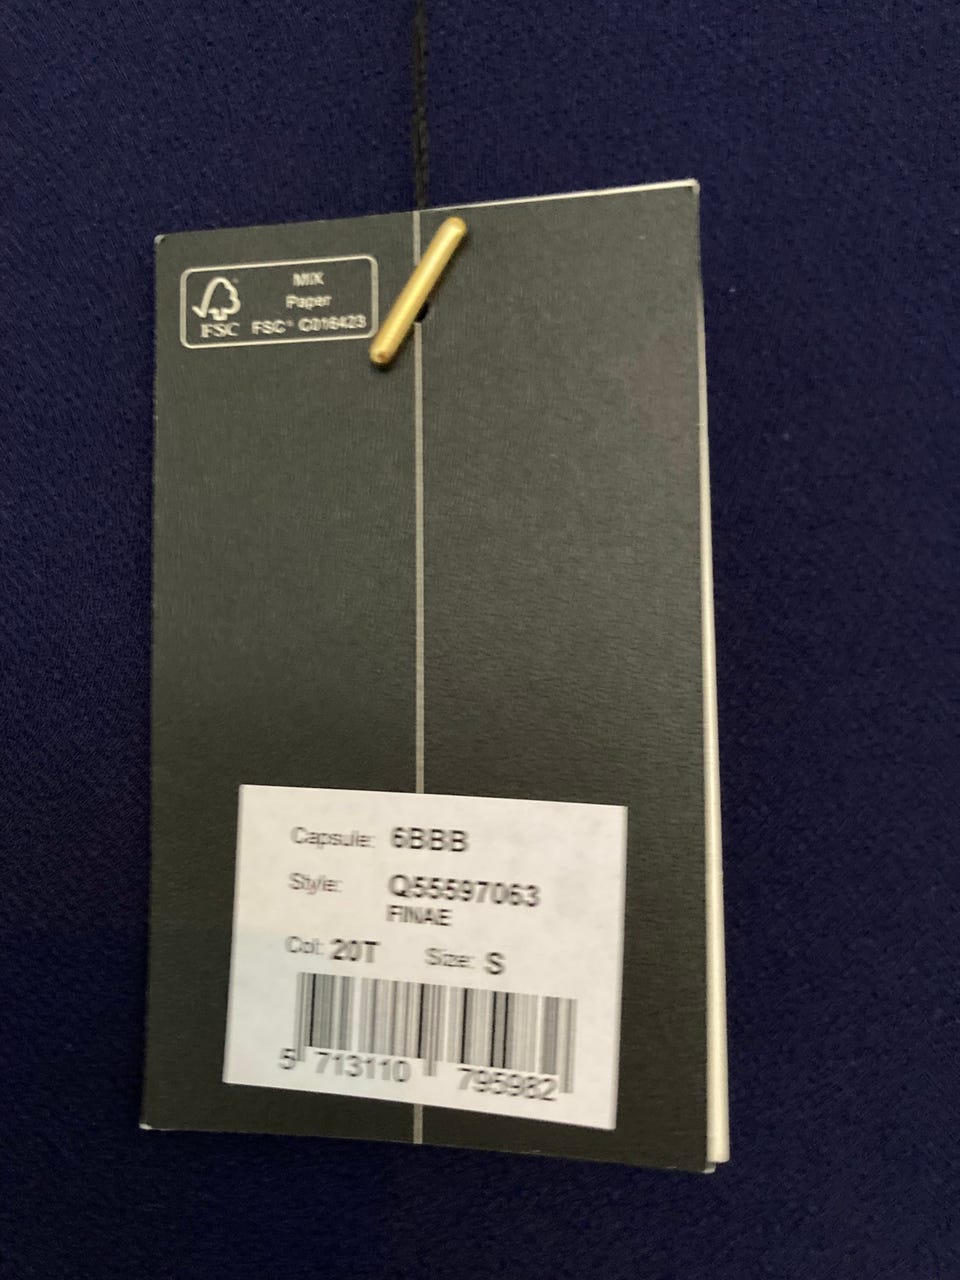 MIX
Paper
FSC FSC® C016423
Capsule: 6BBB
Style: Q55597063
FINAE
Col: 20T Size: S
5 713110 795982